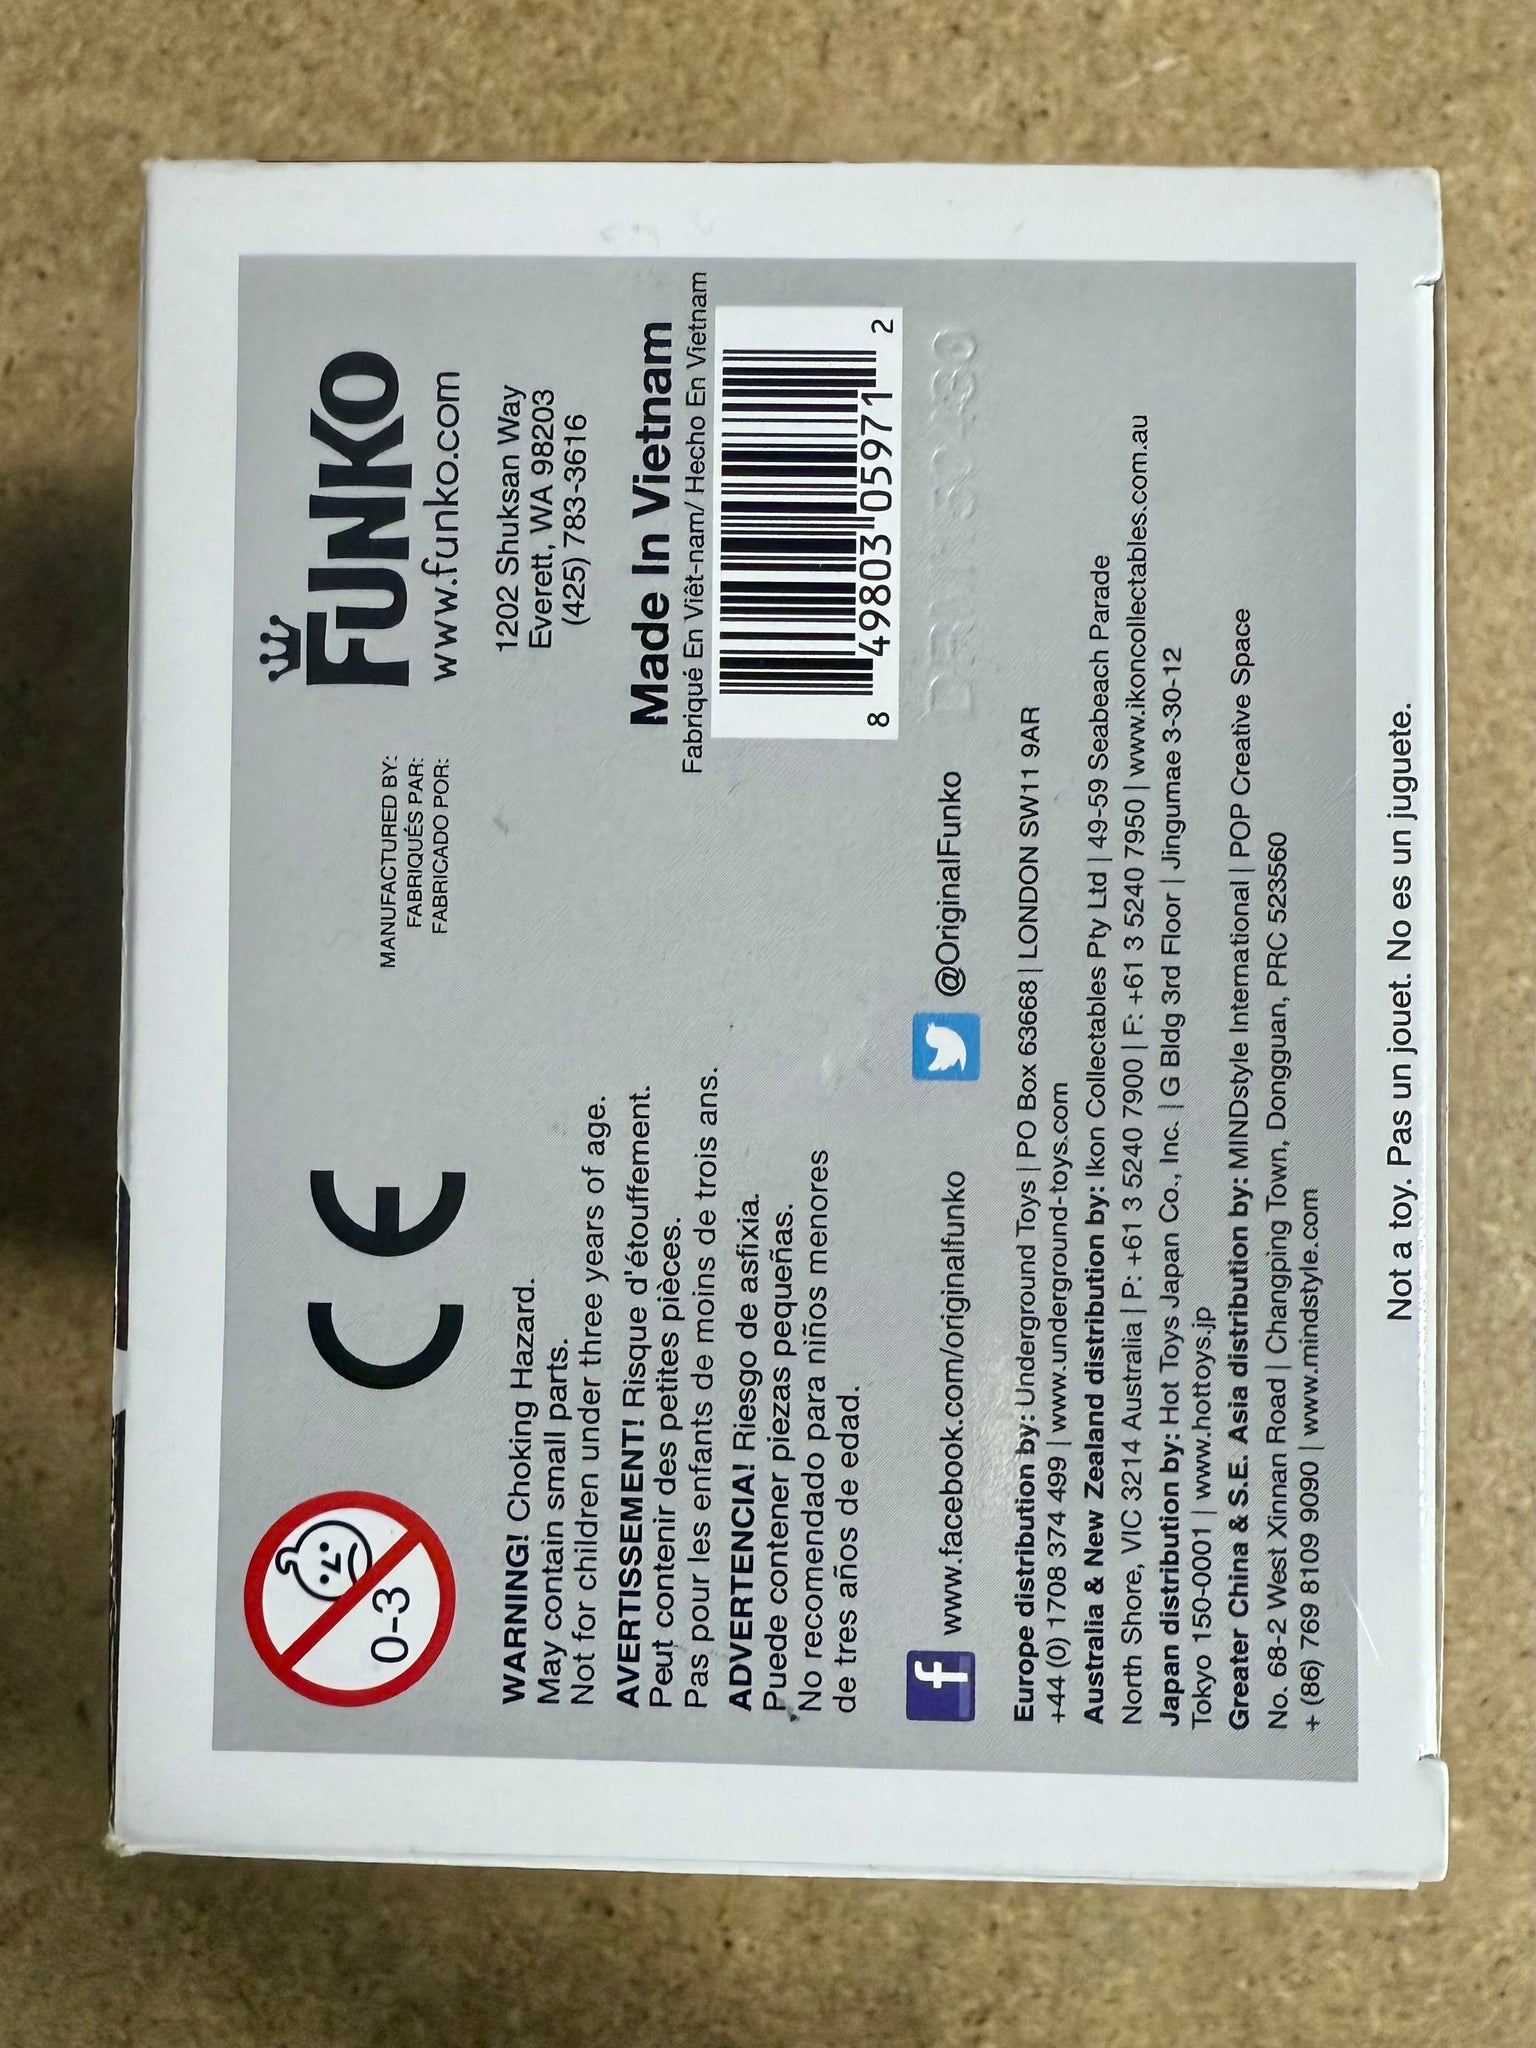 0-3
CE
MANUFACTURED BY:
FABRIQUÉS PAR:
FABRICADO POR:
FUNKO
www.funko.com
1202 Shuksan Way
Everett, WA 98203
(425) 783-3616
Made In Vietnam
Fabriqué En Viêt-nam/ Hecho En Vietnam
8 49803 05971 2
WARNING! Choking Hazard.
May contain small parts.
Not for children under three years of age.
AVERTISSEMENT! Risque d'étouffement.
Peut contenir des petites pièces.
Pas pour les enfants de moins de trois ans.
ADVERTENCIA! Riesgo de asfixia.
Puede contener piezas pequeñas.
No recomendado para niños menores
de tres años de edad.
f www.facebook.com/originalfunko
@OriginalFunko
Europe distribution by: Underground Toys | PO Box 63668 | LONDON SW11 9AR
+44 (0) 1708 374 499 | www.underground-toys.com
Australia & New Zealand distribution by: Ikon Collectables Pty Ltd | 49-59 Seabeach Parade
North Shore, VIC 3214 Australia | P: +61 3 5240 7900 | F: +61 3 5240 7950 | www.ikoncollectables.com.au
Japan distribution by: Hot Toys Japan Co., Inc. | G Bldg 3rd Floor | Jingumae 3-30-12
Tokyo 150-0001 | www.hottoys.jp
Greater China & S.E. Asia distribution by: MINDstyle International | POP Creative Space
No. 68-2 West Xinnan Road | Changping Town, Dongguan, PRC 523560
+ (86) 769 8109 9090 | www.mindstyle.com
Not a toy. Pas un jouet. No es un juguete.